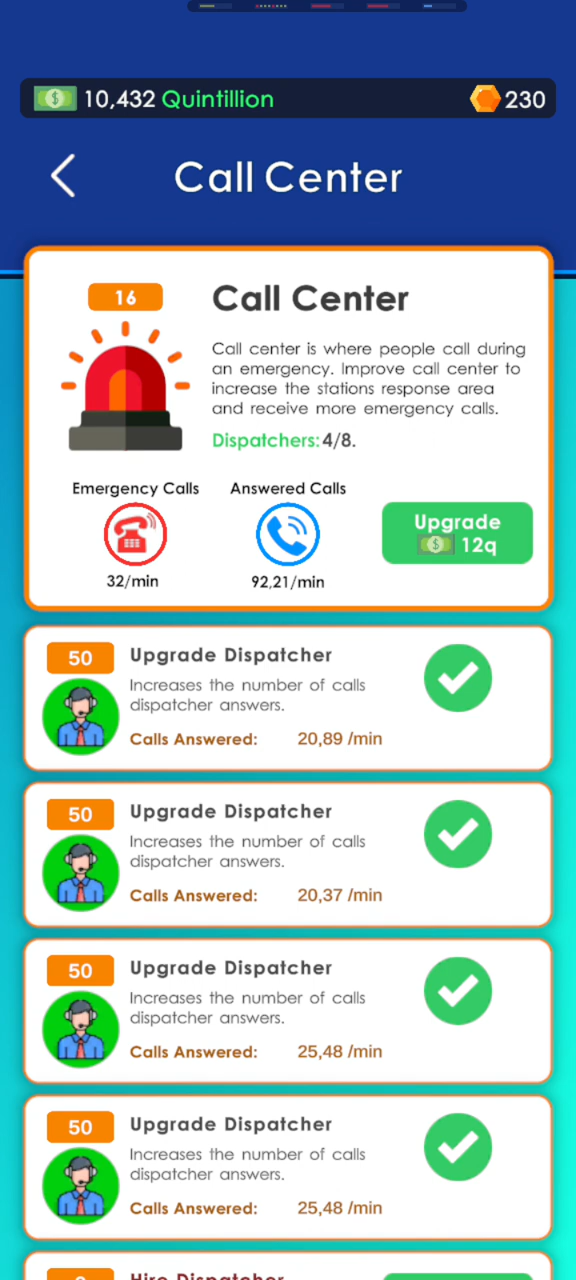 10,432 Quintillion
230
Call Center
16
Call Center
Call center is where people call during
an emergency. Improve call center to
increase the stations response area
and receive more emergency calls.
Dispatchers: 4/8.
Emergency Calls
Answered Calls
32/min
92,21/min
Upgrade
12q
50
Upgrade Dispatcher
Increases the number of calls
dispatcher answers.
Calls Answered: 20,89 /min
50
Upgrade Dispatcher
Increases the number of calls
dispatcher answers.
Calls Answered: 20,37 /min
50
Upgrade Dispatcher
Increases the number of calls
dispatcher answers.
Calls Answered: 25,48 /min
50
Upgrade Dispatcher
Increases the number of calls
dispatcher answers.
Calls Answered: 25,48 /min
Hire Dispatcher